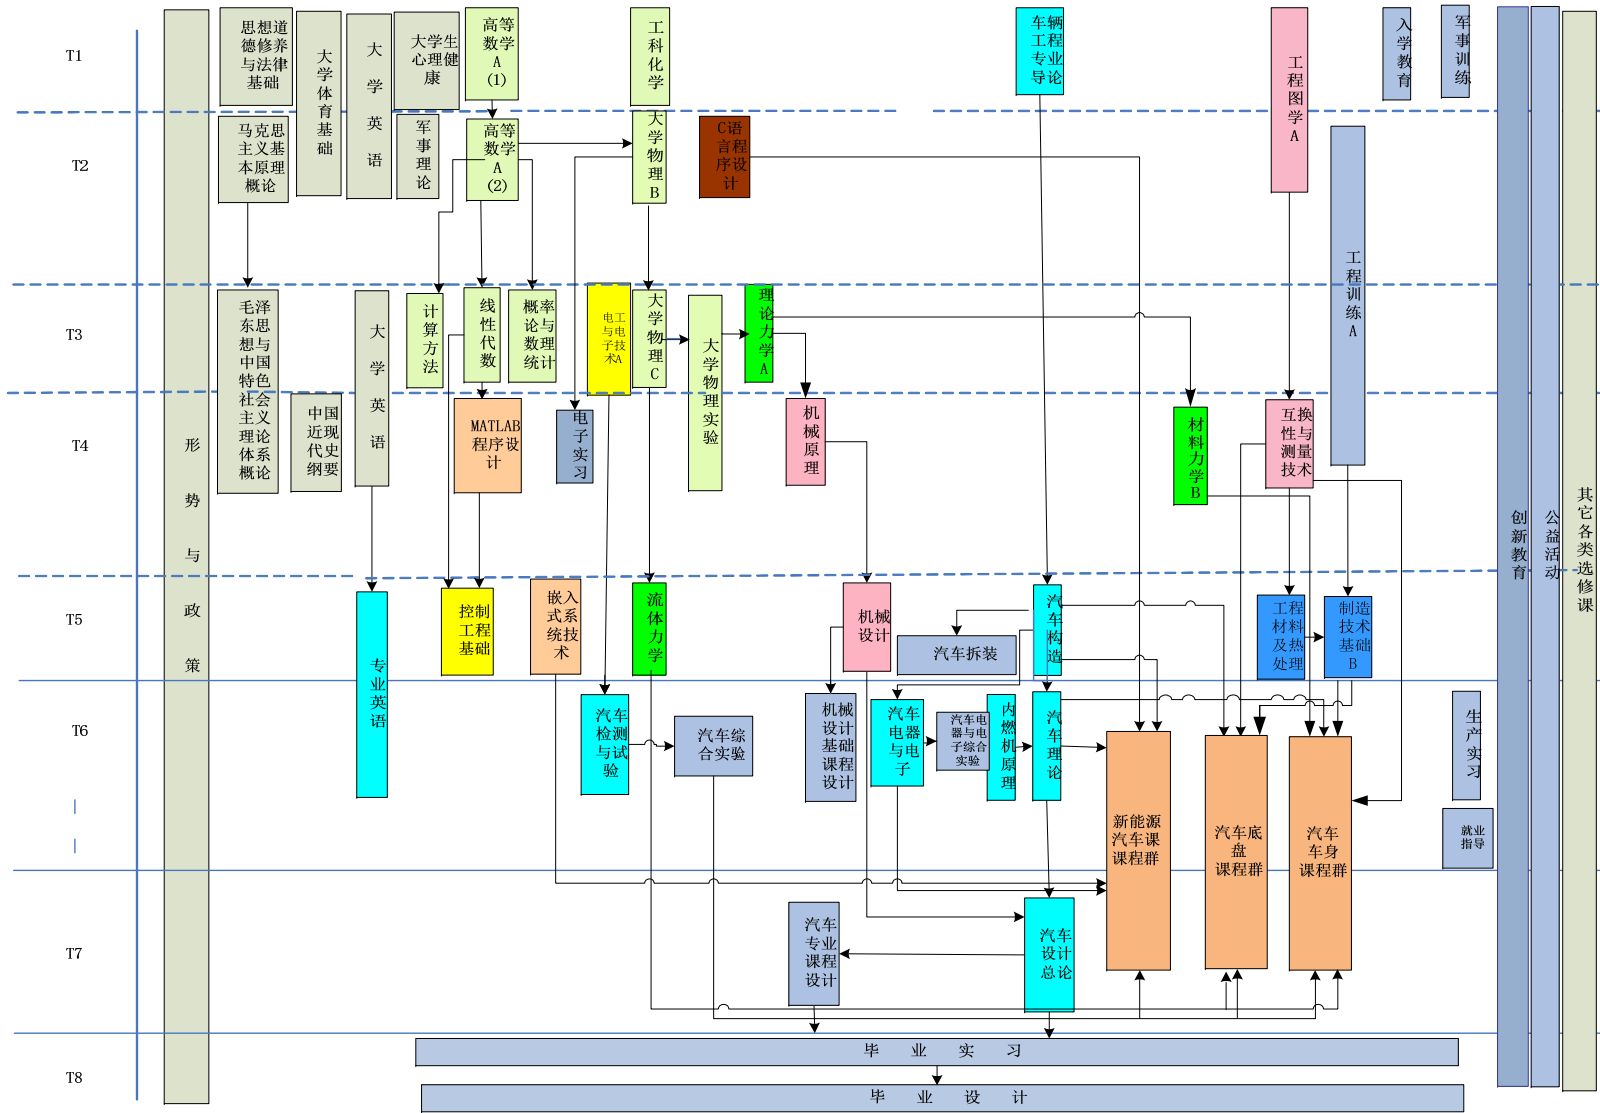 T1
T2
T3
T4
T5
T6
T7
T8
形
势
与
政
策
思想道
德修养
与法律
基础
大
学
体
育
基
础
大
学
英
语
大学生
心理健
康
高等
数学
A
(1)
工
科
化
学
车辆
工程
专业
导论
工
程
图
学
A
入
学
教
育
军
事
训
练
马克思
主义基
本原理
概论
军
事
理
论
高等
数学
A
(2)
大
学
物
理
B
C语
言程
序设
计
工
程
训
练
A
毛泽
东思
想与
中国
特色
社会
主义
理论
体系
概论
中国
近现
代史
纲要
大
学
英
语
计
算
方
法
线
性
代
数
概率
论与
数理
统计
电工
与电
子技
术A
大
学
物
理
C
大
学
物
理
实
验
理
论
力
学
A
MATLAB
程序设
计
电
子
实
习
机
械
原
理
材
料
力
学
B
互换
性与
测量
技术
专
业
英
语
控制
工程
基础
嵌入
式系
统技
术
流
体
力
学
机械
设计
汽车拆装
汽
车
构
造
工程
材料
及热
处理
制造
技术
基础
B
汽车
检测
与试
验
汽车综
合实验
机械
设计
基础
课程
设计
汽车
电器
与电
子
汽车电
器与电
子综合
实验
内
燃
机
原
理
汽
车
理
论
新能源
汽车课
课程群
汽车底
盘
课程群
汽车
车身
课程群
生
产
实
习
就业
指导
汽车
专业
课程
设计
汽车
设计
总论
毕业实习
毕业设计
创
新
教
育
公
益
活
动
其
它
各
类
选
修
课